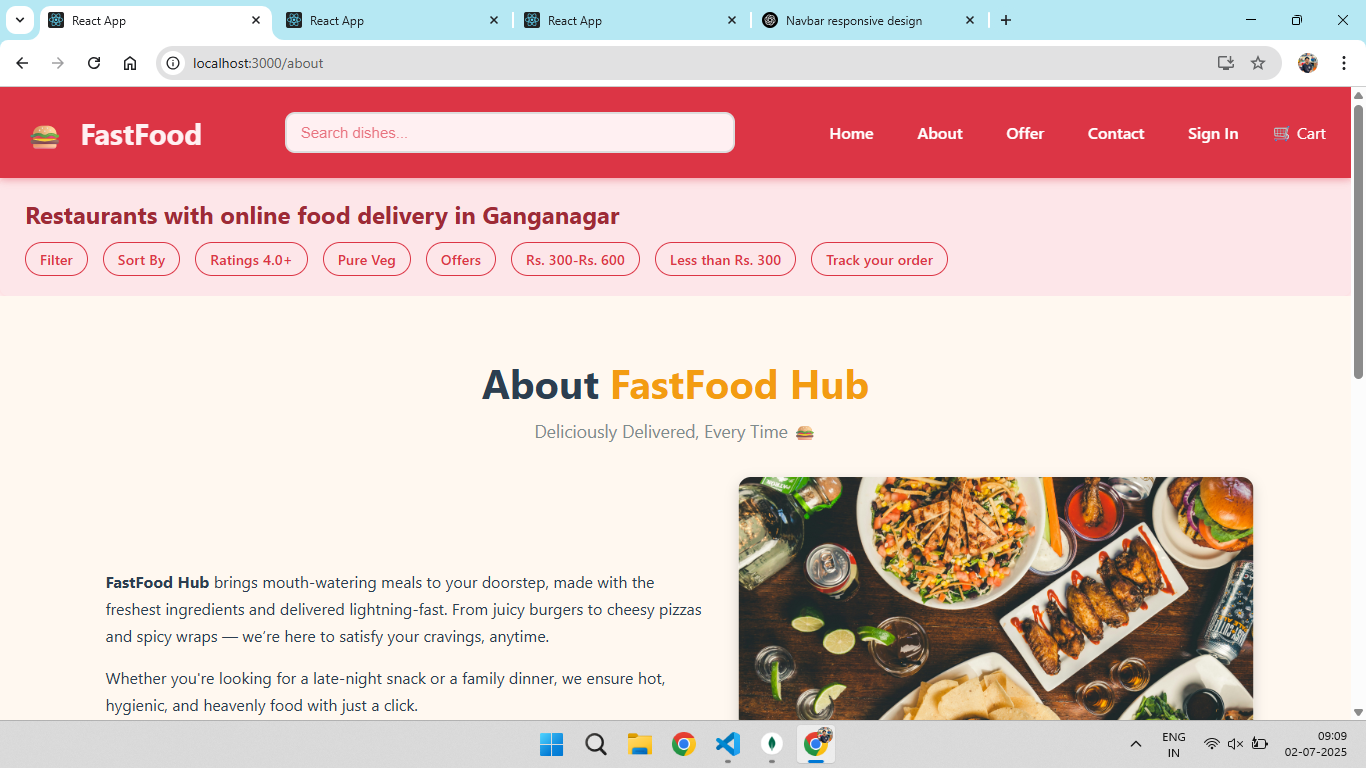 React App
React App
React App
Navbar responsive design
localhost:3000/about
FastFood
Search dishes...
Home
About
Offer
Contact
Sign In
Cart
Restaurants with online food delivery in Ganganagar
Filter
Sort By
Ratings 4.0+
Pure Veg
Offers
Rs. 300-Rs. 600
Less than Rs. 300
Track your order
About FastFood Hub
Deliciously Delivered, Every Time
FastFood Hub brings mouth-watering meals to your doorstep, made with the
freshest ingredients and delivered lightning-fast. From juicy burgers to cheesy pizzas
and spicy wraps — we’re here to satisfy your cravings, anytime.
Whether you're looking for a late-night snack or a family dinner, we ensure hot,
hygienic, and heavenly food with just a click.
ENG
IN
09:09
02-07-2025